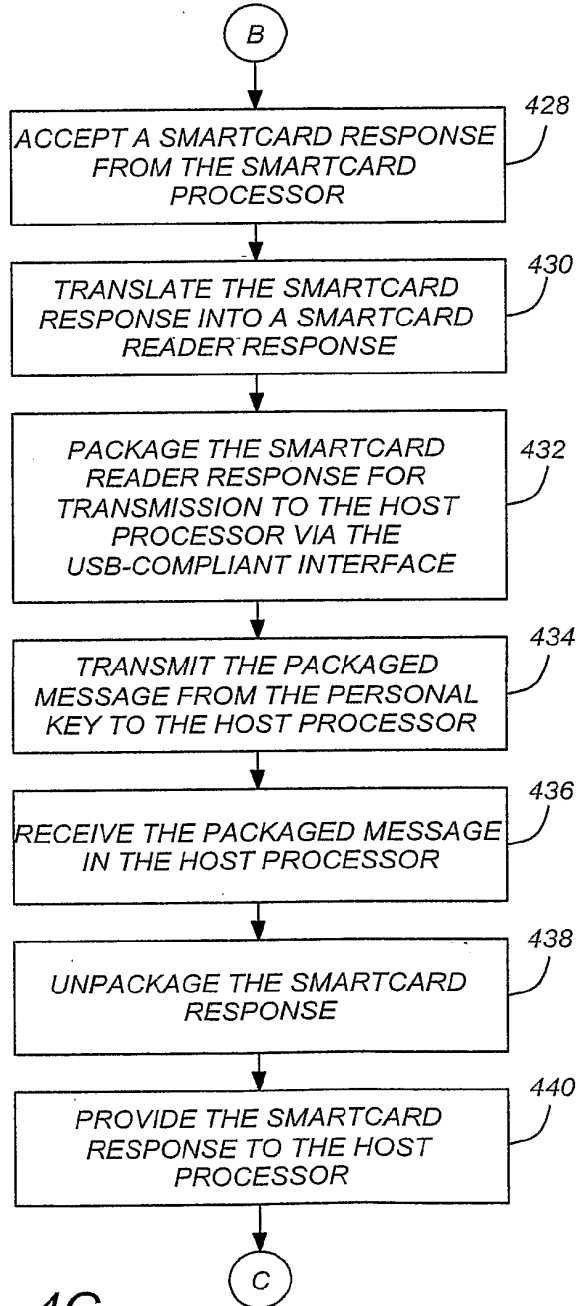 B
428
ACCEPT A SMARTCARD RESPONSE
FROM THE SMARTCARD
PROCESSOR
430
TRANSLATE THE SMARTCARD
RESPONSE INTO A SMARTCARD
READER RESPONSE
432
PACKAGE THE SMARTCARD
READER RESPONSE FOR
TRANSMISSION TO THE HOST
PROCESSOR VIA THE
USB-COMPLIANT INTERFACE
434
TRANSMIT THE PACKAGED
MESSAGE FROM THE PERSONAL
KEY TO THE HOST PROCESSOR
436
RECEIVE THE PACKAGED MESSAGE
IN THE HOST PROCESSOR
438
UNPACKAGE THE SMARTCARD
RESPONSE
440
PROVIDE THE SMARTCARD
RESPONSE TO THE HOST
PROCESSOR
C